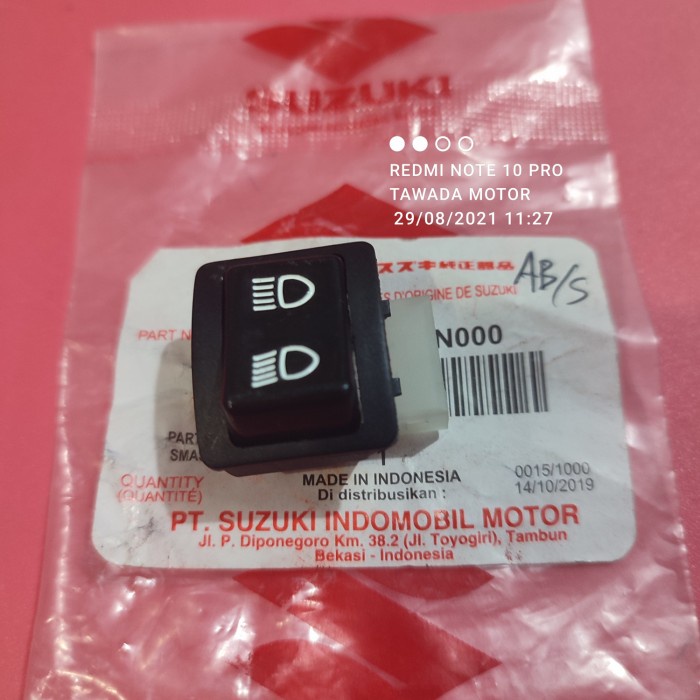 SUZUKI
REDMI NOTE 10 PRO
TAWADA MOTOR
29/08/2021 11:27
スズキ純正部品
AB/S
D'ORIGINE DE SUZUKI
PART N
N000
PART
SMA
1
QUANTITY
(QUANTITÉ)
MADE IN INDONESIA
Di distribusikan :
0015/1000
14/10/2019
PT. SUZUKI INDOMOBIL MOTOR
Jl. P. Diponegoro Km. 38.2 (Jl. Toyogiri), Tambun
Bekasi - Indonesia